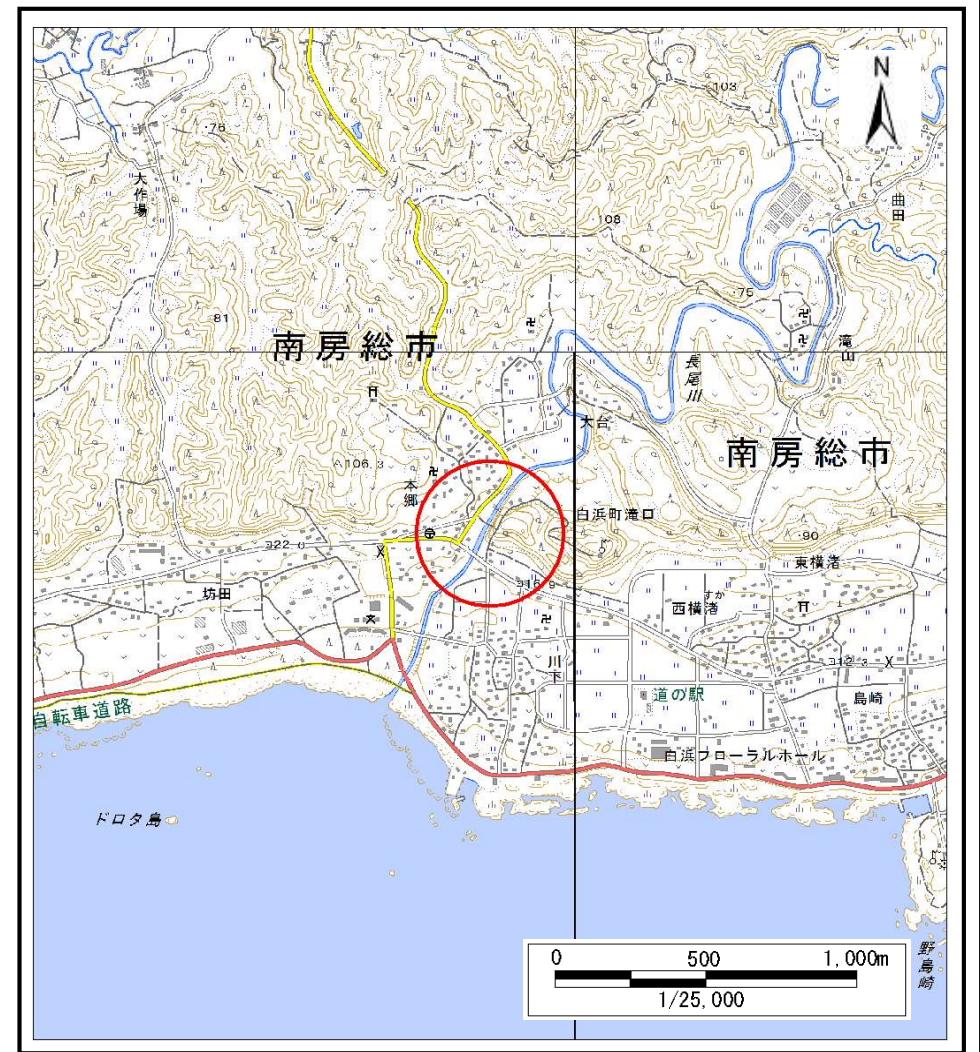 N
103
76
大作場
曲田
108
75
81
南房総市
滝山
長尾川
大台
南房総市
106.3
本郷
白浜町滝口
90
22.0
東横渚
16.9
坊田
すか
西横渚
川下
12.3
島崎
道の駅
自転車道路
10
白浜フローラルホール
ドロタ島
野島崎
0 500 1,000m
1/25,000